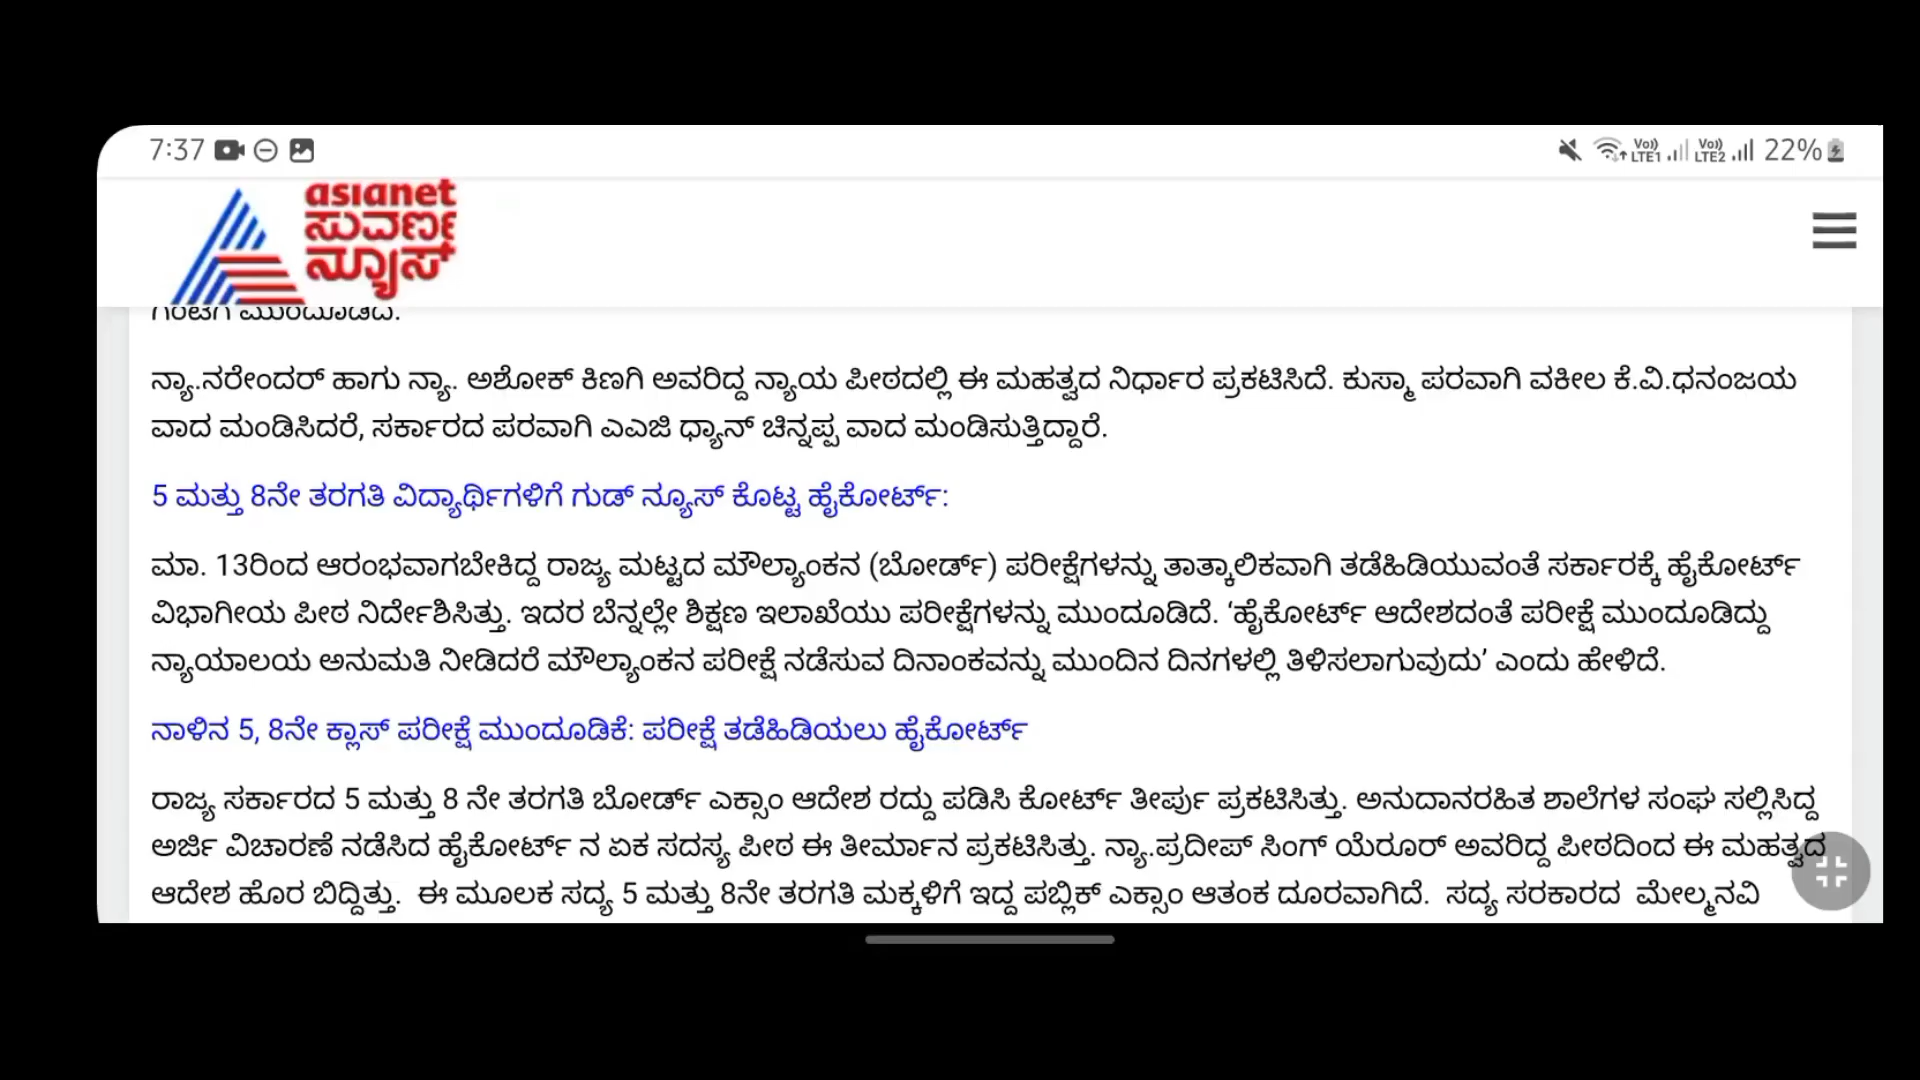 7:37
Vo)) LTE1 Vo)) LTE2 22%
asianet
ಸುವರ್ಣ
ನ್ಯೂಸ್
ಗಂಟೆಗೆ ಮುಂದೂಡಿದೆ.
ನ್ಯಾ.ನರೇಂದರ್ ಹಾಗು ನ್ಯಾ. ಅಶೋಕ್ ಕಿಣಗಿ ಅವರಿದ್ದ ನ್ಯಾಯ ಪೀಠದಲ್ಲಿ ಈ ಮಹತ್ವದ ನಿರ್ಧಾರ ಪ್ರಕಟಿಸಿದೆ. ಕುಸ್ಮಾ ಪರವಾಗಿ ವಕೀಲ ಕೆ.ವಿ.ಧನಂಜಯ
ವಾದ ಮಂಡಿಸಿದರೆ, ಸರ್ಕಾರದ ಪರವಾಗಿ ಎಎಜಿ ಧ್ಯಾನ್ ಚಿನ್ನಪ್ಪ ವಾದ ಮಂಡಿಸುತ್ತಿದ್ದಾರೆ.
5 ಮತ್ತು 8ನೇ ತರಗತಿ ವಿದ್ಯಾರ್ಥಿಗಳಿಗೆ ಗುಡ್ ನ್ಯೂಸ್ ಕೊಟ್ಟ ಹೈಕೋರ್ಟ್:
ಮಾ. 13ರಿಂದ ಆರಂಭವಾಗಬೇಕಿದ್ದ ರಾಜ್ಯ ಮಟ್ಟದ ಮೌಲ್ಯಾಂಕನ (ಬೋರ್ಡ್) ಪರೀಕ್ಷೆಗಳನ್ನು ತಾತ್ಕಾಲಿಕವಾಗಿ ತಡೆಹಿಡಿಯುವಂತೆ ಸರ್ಕಾರಕ್ಕೆ ಹೈಕೋರ್ಟ್
ವಿಭಾಗೀಯ ಪೀಠ ನಿರ್ದೇಶಿಸಿತ್ತು. ಇದರ ಬೆನ್ನಲ್ಲೇ ಶಿಕ್ಷಣ ಇಲಾಖೆಯು ಪರೀಕ್ಷೆಗಳನ್ನು ಮುಂದೂಡಿದೆ. ‘ಹೈಕೋರ್ಟ್ ಆದೇಶದಂತೆ ಪರೀಕ್ಷೆ ಮುಂದೂಡಿದ್ದು
ನ್ಯಾಯಾಲಯ ಅನುಮತಿ ನೀಡಿದರೆ ಮೌಲ್ಯಾಂಕನ ಪರೀಕ್ಷೆ ನಡೆಸುವ ದಿನಾಂಕವನ್ನು ಮುಂದಿನ ದಿನಗಳಲ್ಲಿ ತಿಳಿಸಲಾಗುವುದು’ ಎಂದು ಹೇಳಿದೆ.
ನಾಳಿನ 5, 8ನೇ ಕ್ಲಾಸ್ ಪರೀಕ್ಷೆ ಮುಂದೂಡಿಕೆ: ಪರೀಕ್ಷೆ ತಡೆಹಿಡಿಯಲು ಹೈಕೋರ್ಟ್
ರಾಜ್ಯ ಸರ್ಕಾರದ 5 ಮತ್ತು 8 ನೇ ತರಗತಿ ಬೋರ್ಡ್ ಎಕ್ಸಾಂ ಆದೇಶ ರದ್ದು ಪಡಿಸಿ ಕೋರ್ಟ್ ತೀರ್ಪು ಪ್ರಕಟಿಸಿತ್ತು. ಅನುದಾನರಹಿತ ಶಾಲೆಗಳ ಸಂಘ ಸಲ್ಲಿಸಿದ್ದ
ಅರ್ಜಿ ವಿಚಾರಣೆ ನಡೆಸಿದ ಹೈಕೋರ್ಟ್ ನ ಏಕ ಸದಸ್ಯ ಪೀಠ ಈ ತೀರ್ಮಾನ ಪ್ರಕಟಿಸಿತ್ತು. ನ್ಯಾ.ಪ್ರದೀಪ್ ಸಿಂಗ್ ಯೆರೂರ್ ಅವರಿದ್ದ ಪೀಠದಿಂದ ಈ ಮಹತ್ವದ
ಆದೇಶ ಹೊರ ಬಿದ್ದಿತ್ತು. ಈ ಮೂಲಕ ಸದ್ಯ 5 ಮತ್ತು 8ನೇ ತರಗತಿ ಮಕ್ಕಳಿಗೆ ಇದ್ದ ಪಬ್ಲಿಕ್ ಎಕ್ಸಾಂ ಆತಂಕ ದೂರವಾಗಿದೆ. ಸದ್ಯ ಸರಕಾರದ ಮೇಲ್ಮನವಿ